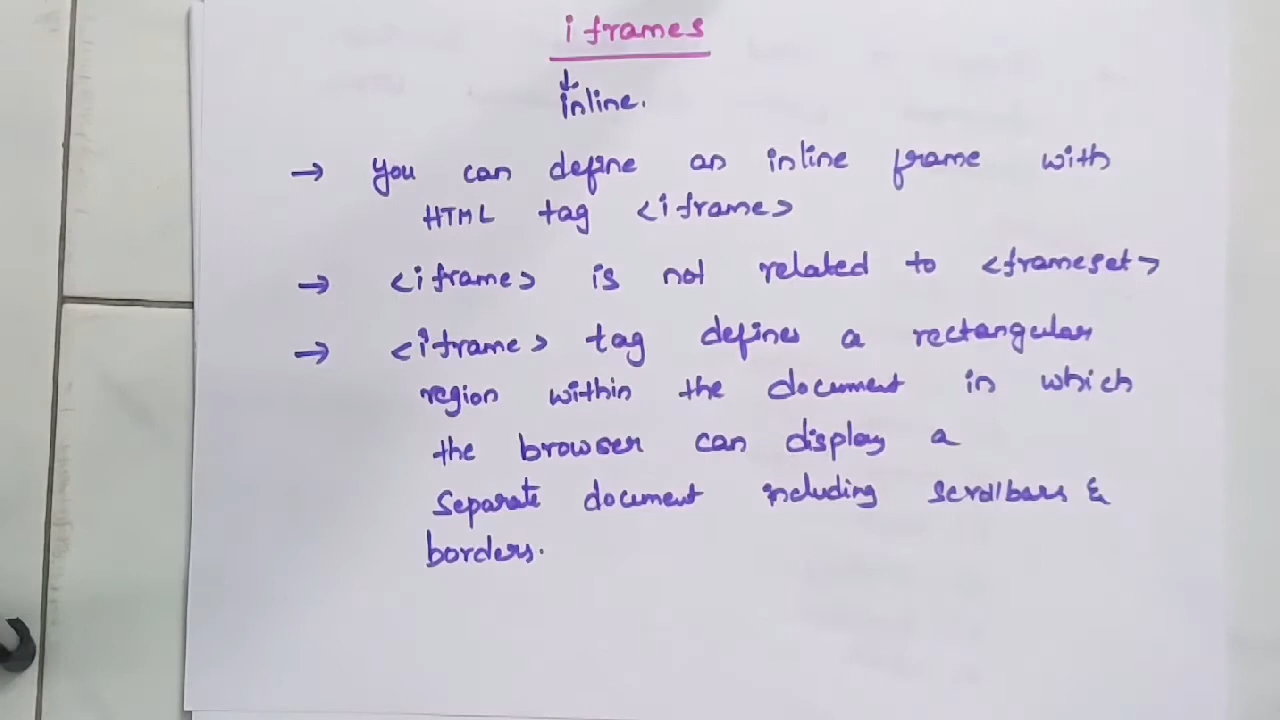 iframes
inline.
→ You can define an inline frame with
HTML tag <iframe>
→ <iframe> is not related to <frameset>
→ <iframe> tag defines a rectangular
region within the document in which
the browser can display a
separate document including scrollbars &
borders.